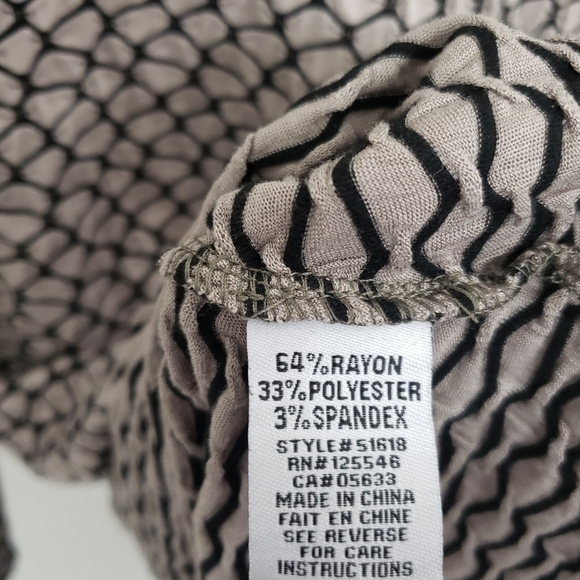 64%RAYON
33%POLYESTER
3%SPANDEX
STYLE#51618
RN#125546
CA#05633
MADE IN CHINA
FAIT EN CHINE
SEE REVERSE
FOR CARE
INSTRUCTIONS